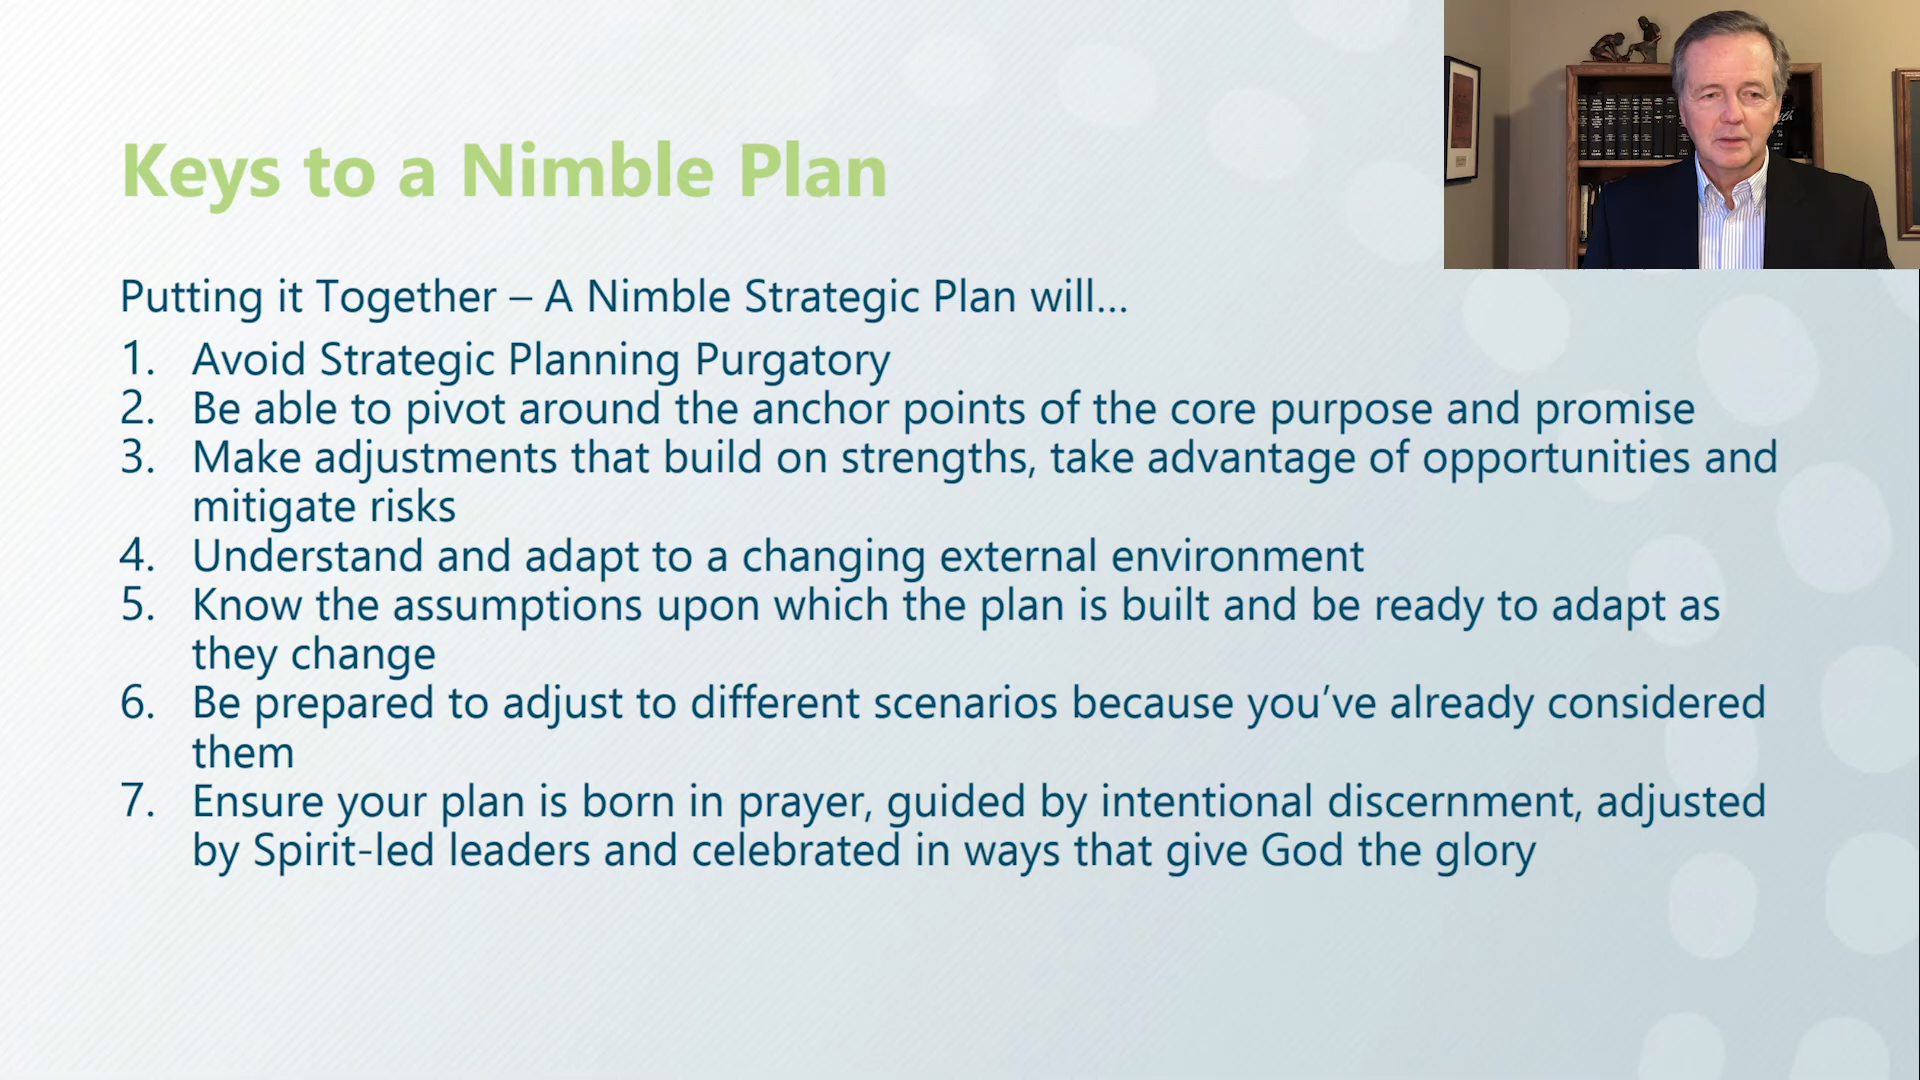 Keys to a Nimble Plan
Putting it Together – A Nimble Strategic Plan will...
1. Avoid Strategic Planning Purgatory
2. Be able to pivot around the anchor points of the core purpose and promise
3. Make adjustments that build on strengths, take advantage of opportunities and
mitigate risks
4. Understand and adapt to a changing external environment
5. Know the assumptions upon which the plan is built and be ready to adapt as
they change
6. Be prepared to adjust to different scenarios because you’ve already considered
them
7. Ensure your plan is born in prayer, guided by intentional discernment, adjusted
by Spirit-led leaders and celebrated in ways that give God the glory